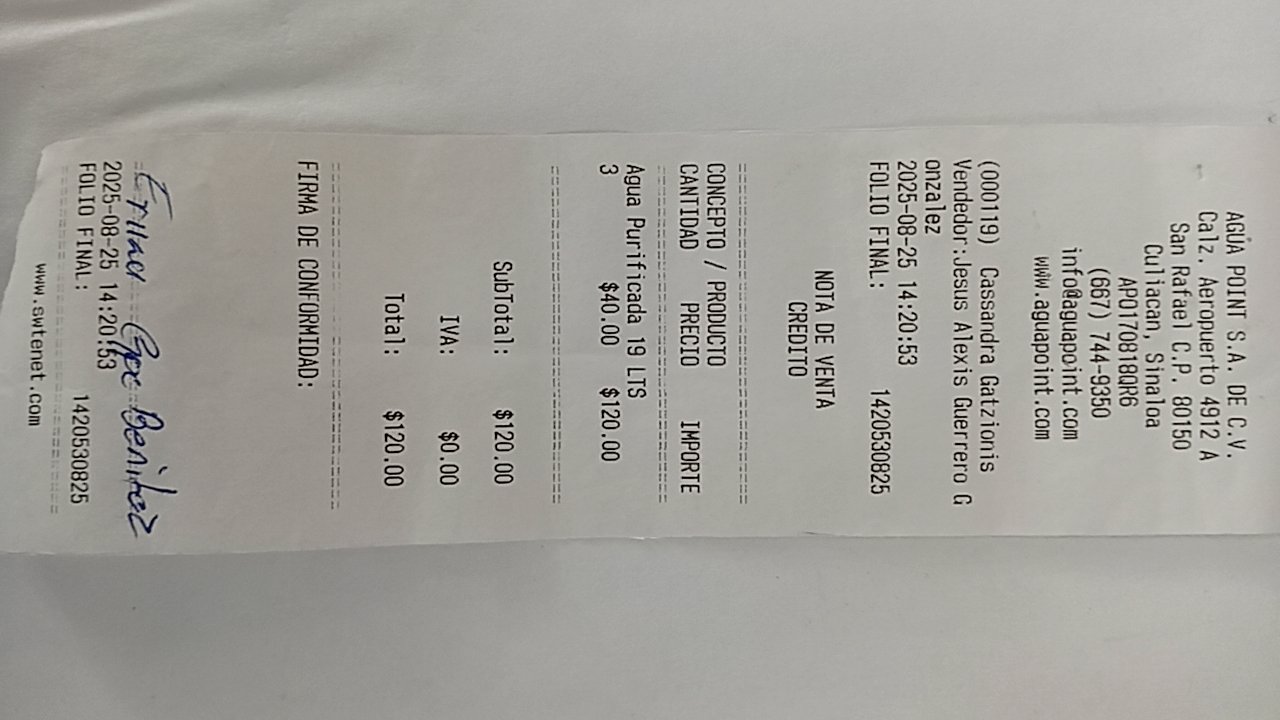 AGUA POINT S.A. DE C.V.
Calz. Aeropuerto 4912 A
San Rafael C.P. 80150
Culiacan, Sinaloa
APO170818QR6
(667) 744-9350
info@aguapoint.com
www.aguapoint.com
(000119) Cassandra Gatzionis
Vendedor:Jesus Alexis Guerrero G
onzalez
2025-08-25 14:20:53
FOLIO FINAL: 1420530825
NOTA DE VENTA
CREDITO
CONCEPTO / PRODUCTO
CANTIDAD PRECIO IMPORTE
Agua Purificada 19 LTS
3 $40.00 $120.00
SubTotal: $120.00
IVA: $0.00
Total: $120.00
FIRMA DE CONFORMIDAD:
Gpe Benitez
2025-08-25 14:20:53
FOLIO FINAL: 1420530825
www.swtenet.com